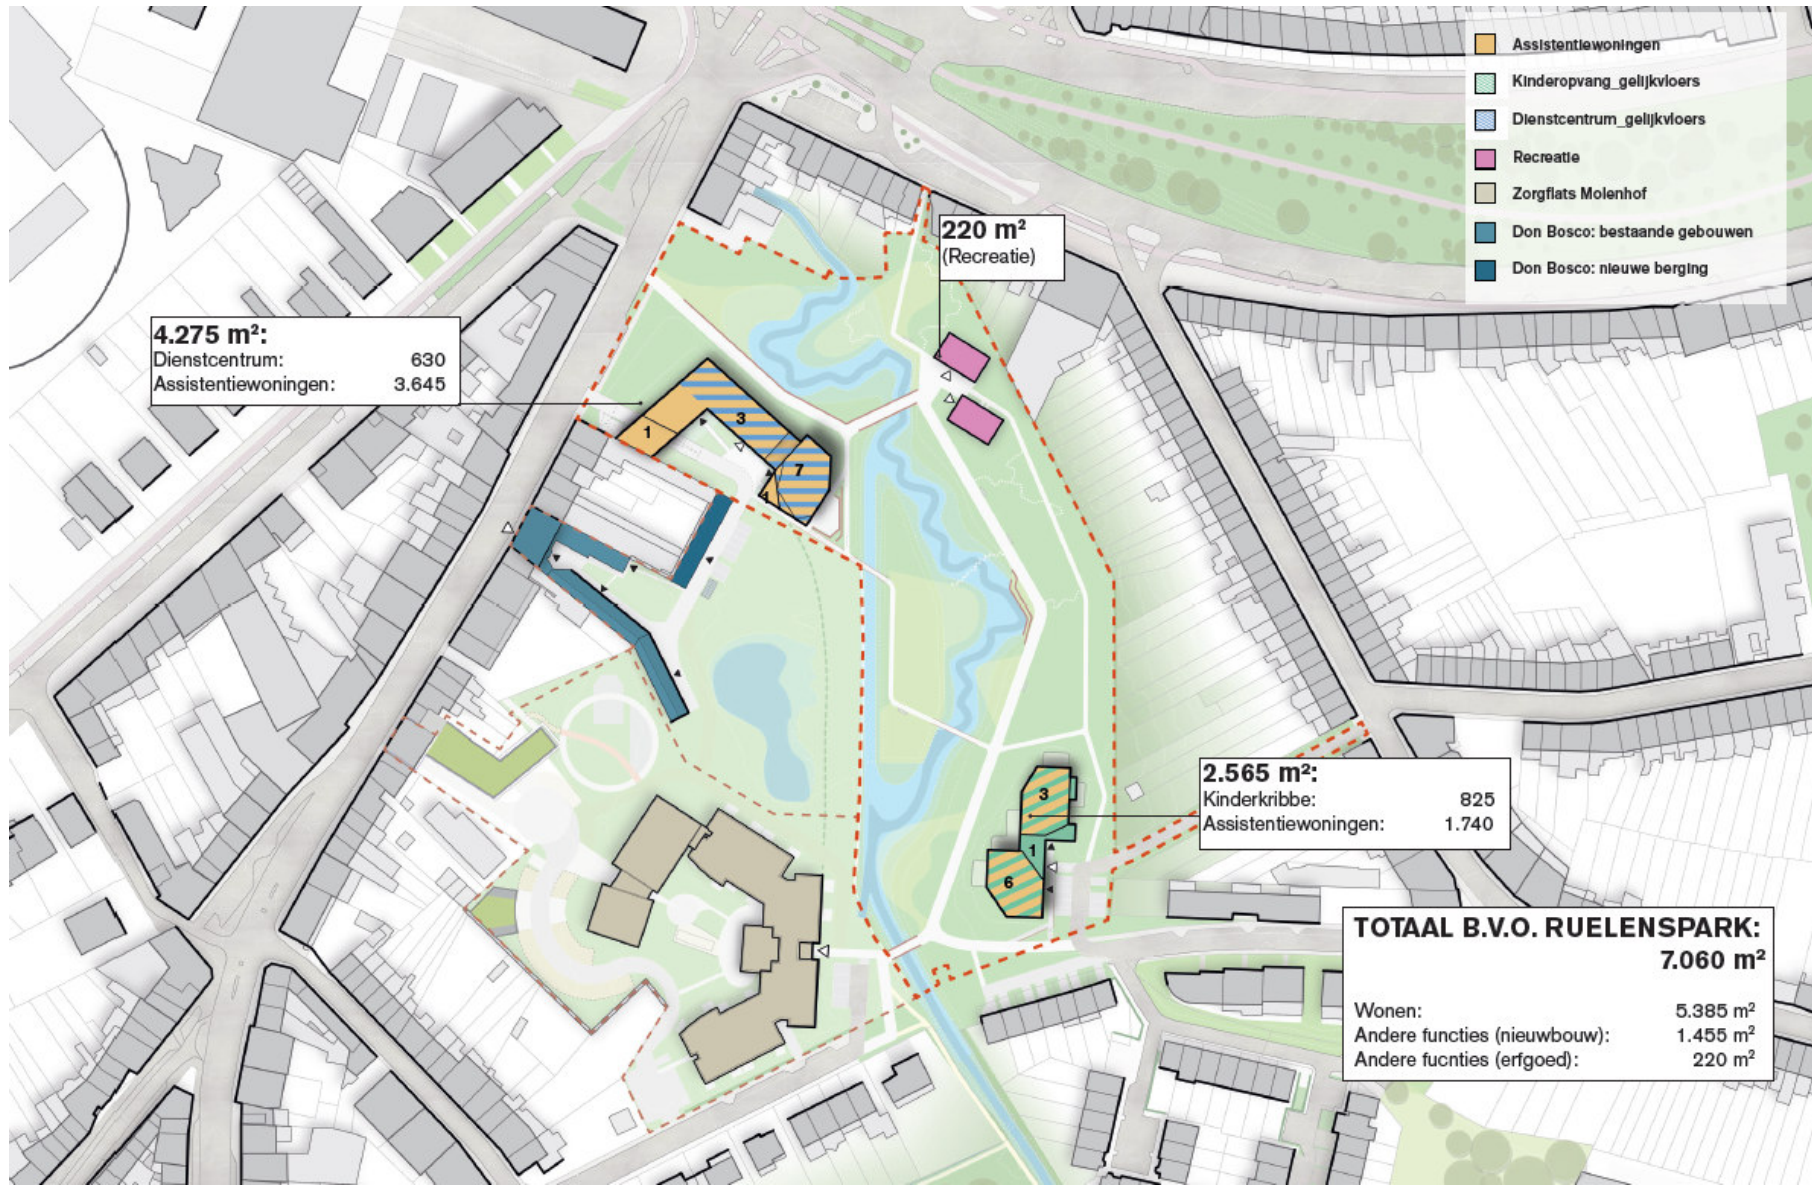 Assistentiewoningen
Kinderopvang_gelijkvloers
Dienstcentrum_gelijkvloers
Recreatie
Zorgflats Molenhof
Don Bosco: bestaande gebouwen
Don Bosco: nieuwe berging
220 m²
(Recreatie)
4.275 m²:
Dienstcentrum: 630
Assistentiewoningen: 3.645
3
1
7
1
2.565 m²:
Kinderkribbe: 825
Assistentiewoningen: 1.740
3
1
6
TOTAAL B.V.O. RUELENSPARK:
7.060 m²
Wonen: 5.385 m²
Andere functies (nieuwbouw): 1.455 m²
Andere fucnties (erfgoed): 220 m²